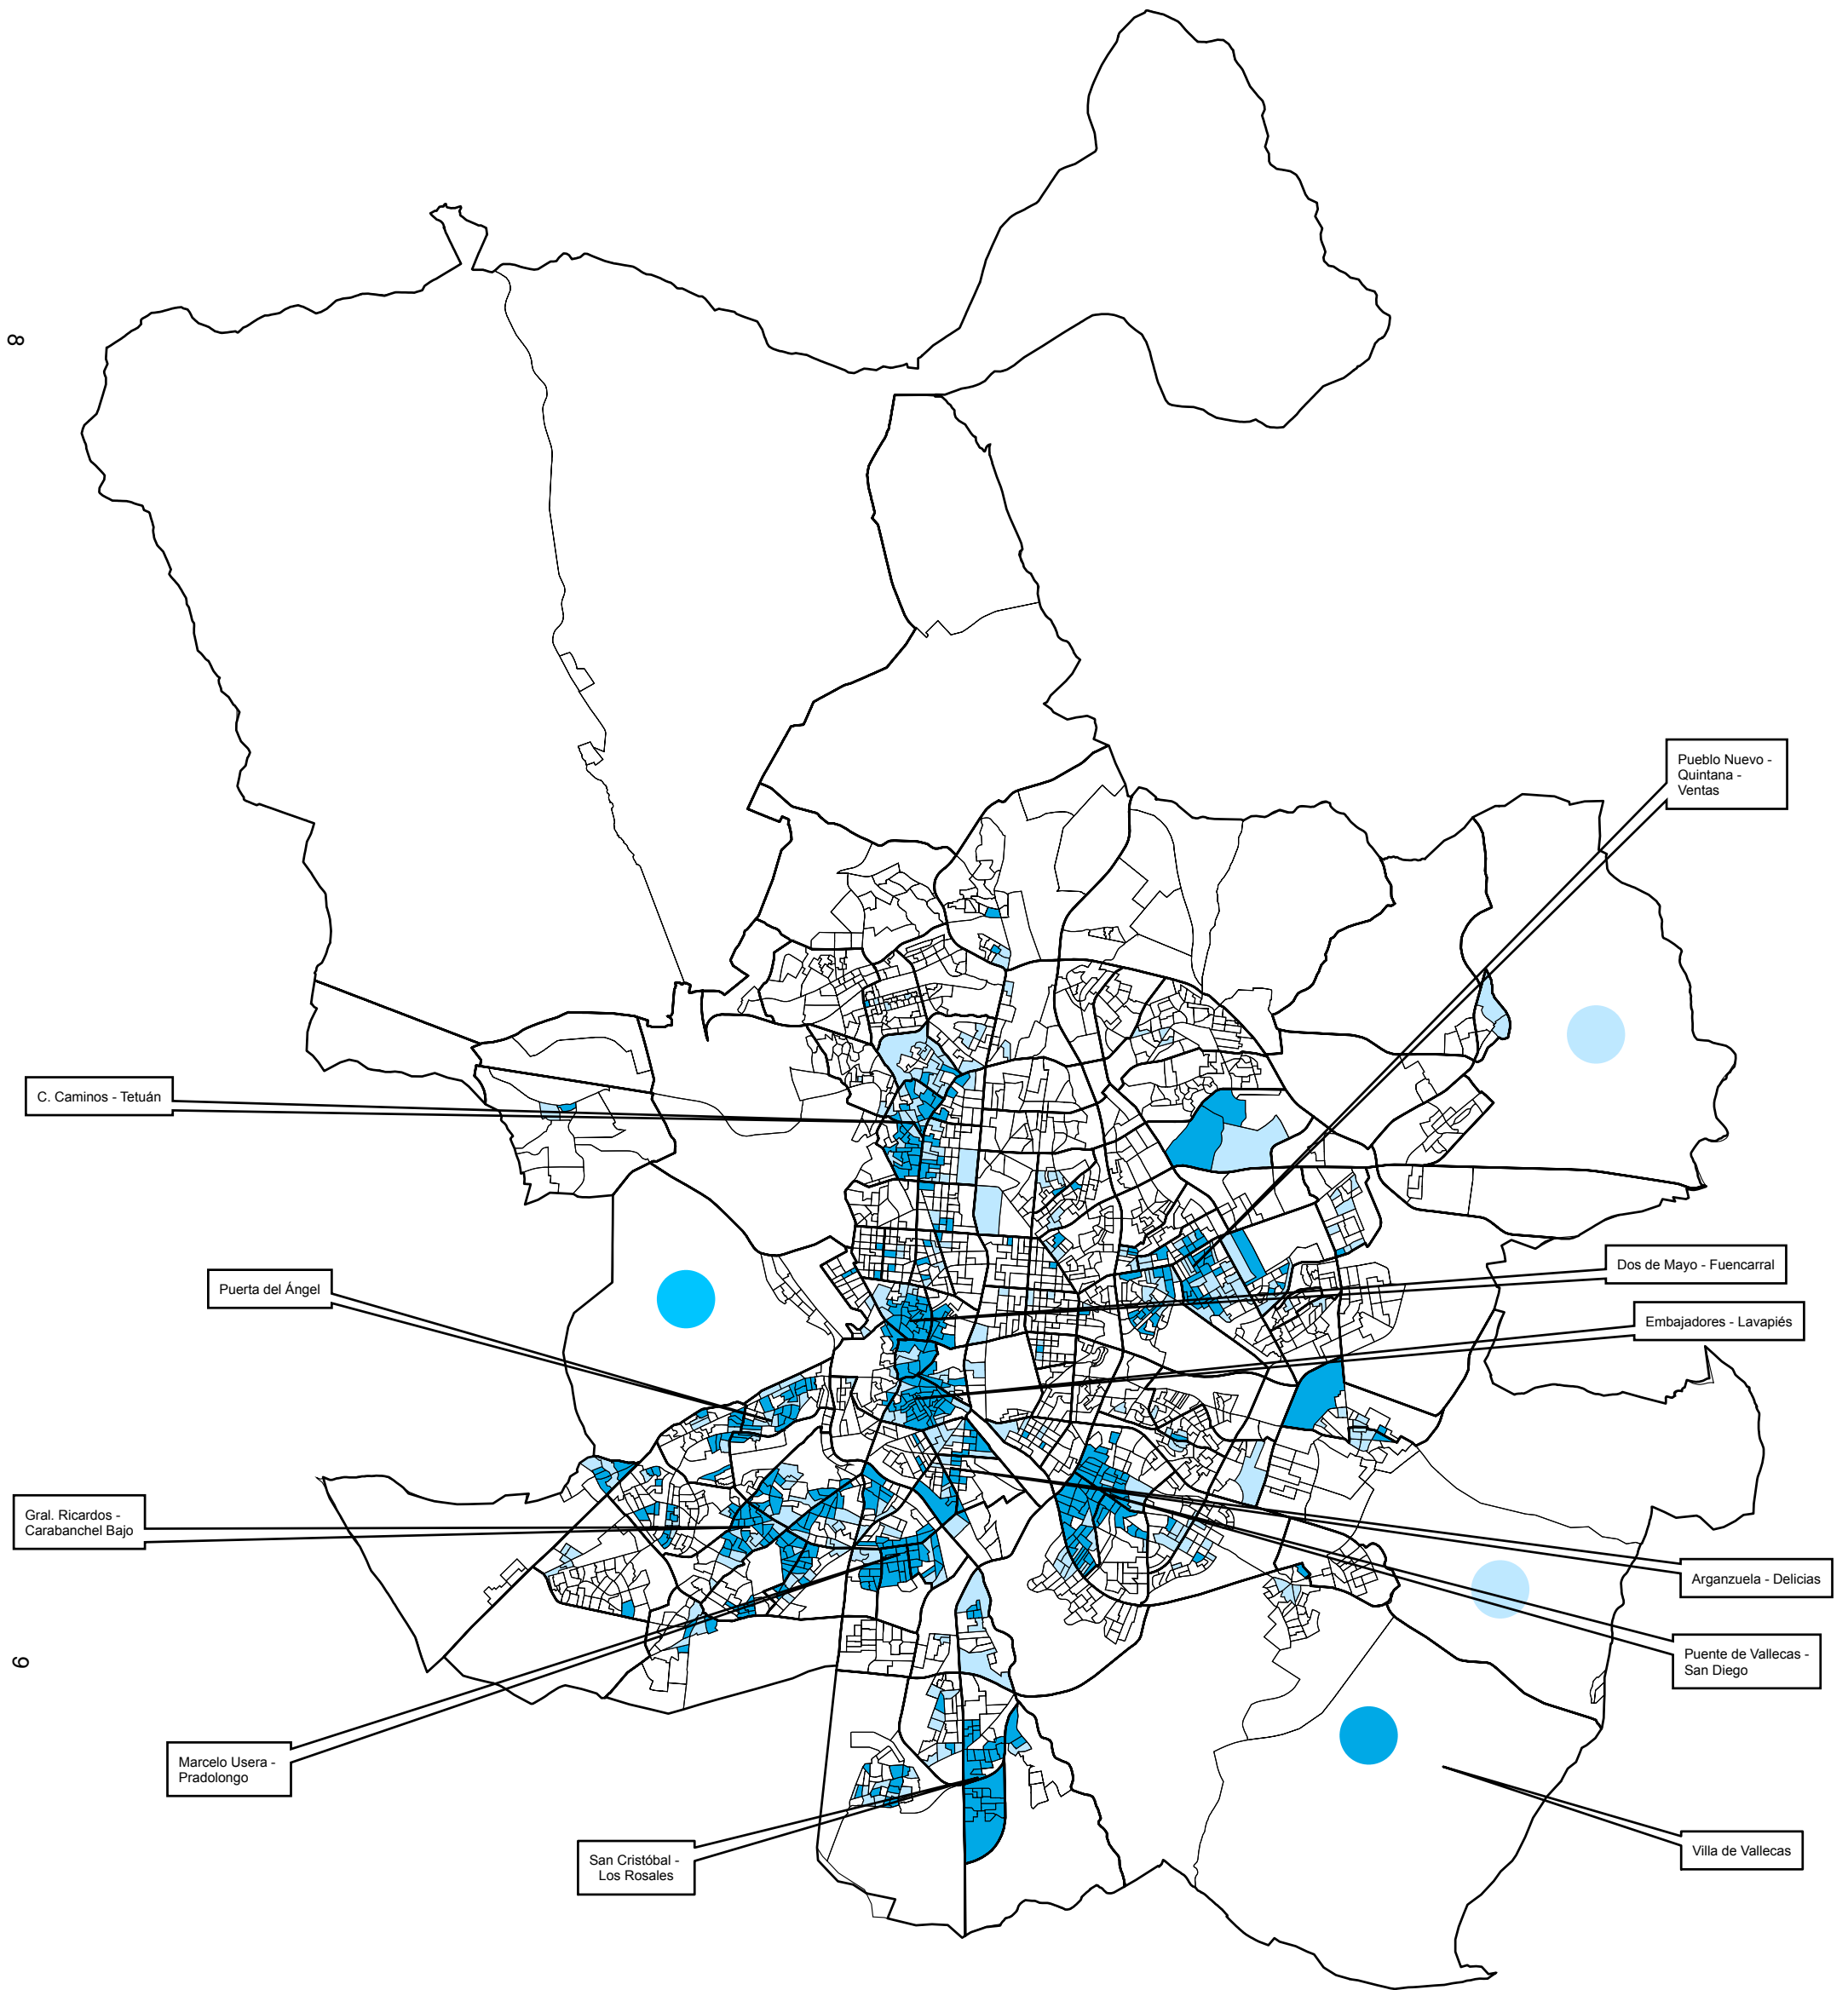 8
Pueblo Nuevo -
Quintana -
Ventas
C. Caminos - Tetuán
Dos de Mayo - Fuencarral
Puerta del Ángel
Embajadores - Lavapiés
Gral. Ricardos -
Carabanchel Bajo
Arganzuela - Delicias
Puente de Vallecas -
San Diego
9
Marcelo Usera -
Pradolongo
Villa de Vallecas
San Cristóbal -
Los Rosales